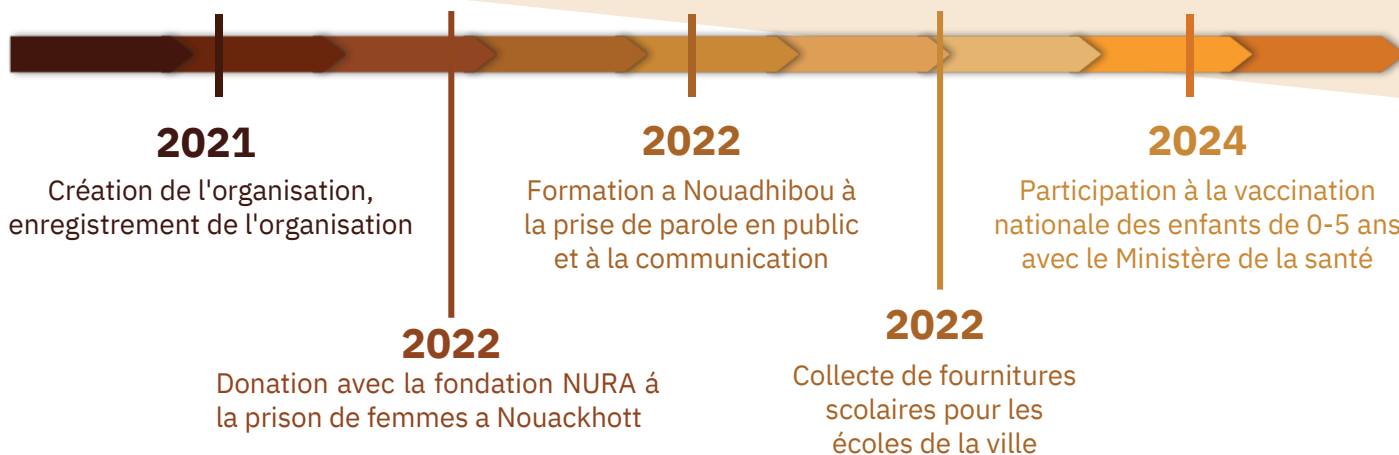 2021
Création de l'organisation,
enregistrement de l'organisation
2022
Donation avec la fondation NURA á
la prison de femmes a Nouackhott
2022
Formation a Nouadhibou à
la prise de parole en public
et à la communication
2022
Collecte de fournitures
scolaires pour les
écoles de la ville
2024
Participation à la vaccination
nationale des enfants de 0-5 ans
avec le Ministère de la santé